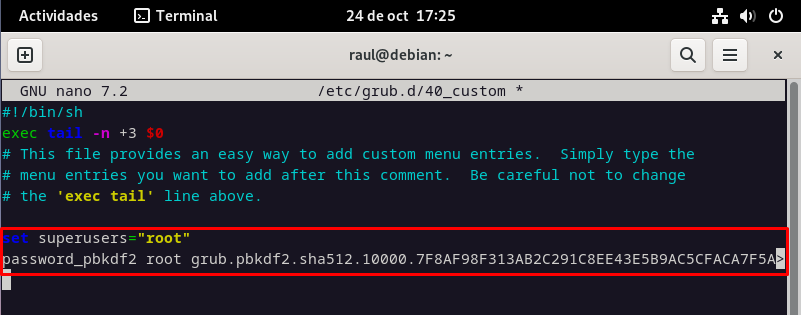 Actividades Terminal 24 de oct 17:25
raul@debian: ~
GNU nano 7.2 /etc/grub.d/40_custom *
#!/bin/sh
exec tail -n +3 $0
# This file provides an easy way to add custom menu entries.  Simply type the
# menu entries you want to add after this comment.  Be careful not to change
# the 'exec tail' line above.
set superusers="root"
password_pbkdf2 root grub.pbkdf2.sha512.10000.7F8AF98F313AB2C291C8EE43E5B9AC5CFACA7F5A>